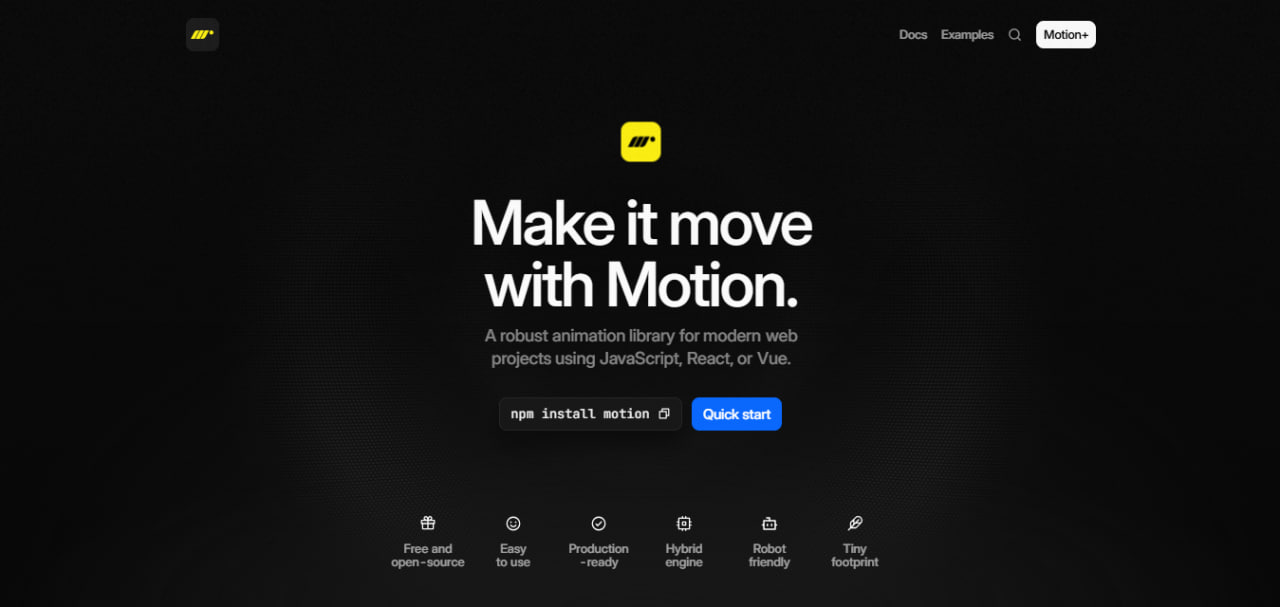 Docs
Examples
Motion+
Make it move
with Motion.
A robust animation library for modern web
projects using JavaScript, React, or Vue.
npm install motion
Quick start
Free and
open-source
Easy
to use
Production
-ready
Hybrid
engine
Robot
friendly
Tiny
footprint